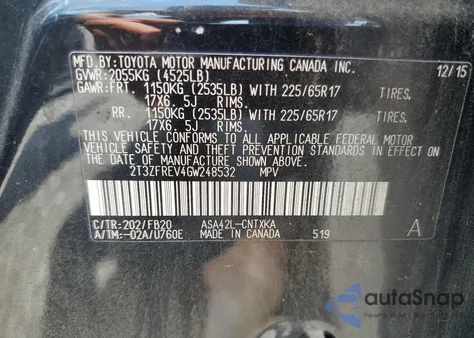 MFD.BY:TOYOTA MOTOR MANUFACTURING CANADA INC. 12/15
GVWR:2055KG (4525LB)
GAWR:FRT. 1150KG (2535LB) WITH 225/65R17 TIRES,
17X6.5J RIMS.
RR. 1150KG (2535LB) WITH 225/65R17 TIRES,
17X6.5J RIMS.
THIS VEHICLE CONFORMS TO ALL APPLICABLE FEDERAL MOTOR
VEHICLE SAFETY AND THEFT PREVENTION STANDARDS IN EFFECT
ON THE DATE OF MANUFACTURE SHOWN ABOVE.
2T3ZFREV4GW248532 MPV
C/TR:202/FB20 ASA42L-CNTXKA
A/TM:-02A/U760E MADE IN CANADA 519 A
autoSnap
from AutoBidMaster